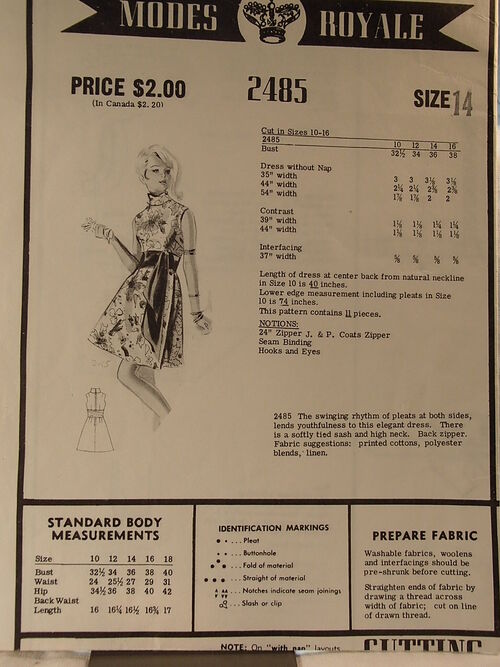 MODES ROYALE
PRICE $2.00
(In Canada $2.20)
2485
SIZE 14
Cut in Sizes 10-16
2485 10 12 14 16
Bust 32½ 34 36 38
Dress without Nap
35" width 3 3 3⅛ 3⅛
44" width 2¼ 2¼ 2⅜ 2⅜
54" width 1⅞ 1⅞ 2 2
Contrast
39" width 1⅛ 1⅛ 1¼ 1¼
44" width 1⅛ 1⅛ 1⅛ 1⅛
Interfacing
37" width ⅝ ⅝ ⅝ ⅝
Length of dress at center back from natural neckline
in Size 10 is 40 inches.
Lower edge measurement including pleats in Size
10 is 74 inches.
This pattern contains 11 pieces.
NOTIONS:
24" Zipper J. & P. Coats Zipper
Seam Binding
Hooks and Eyes
2485 The swinging rhythm of pleats at both sides,
lends youthfulness to this elegant dress. There
is a softly tied sash and high neck. Back zipper.
Fabric suggestions: printed cottons, polyester
blends, linen.
STANDARD BODY
MEASUREMENTS
Size 10 12 14 16 18
Bust 32½ 34 36 38 40
Waist 24 25½ 27 29 31
Hip 34½ 36 38 40 42
Back Waist
Length 16 16¼ 16½ 16¾ 17
IDENTIFICATION MARKINGS
... Pleat
... Buttonhole
... Fold of material
... Straight of material
Notches indicate seam joinings
... Slash or clip
PREPARE FABRIC
Washable fabrics, woolens
and interfacings should be
pre-shrunk before cutting.
Straighten ends of fabric by
drawing a thread across
width of fabric; cut on line
of drawn thread.
NOTE: On "with nap" layouts
CUTTING